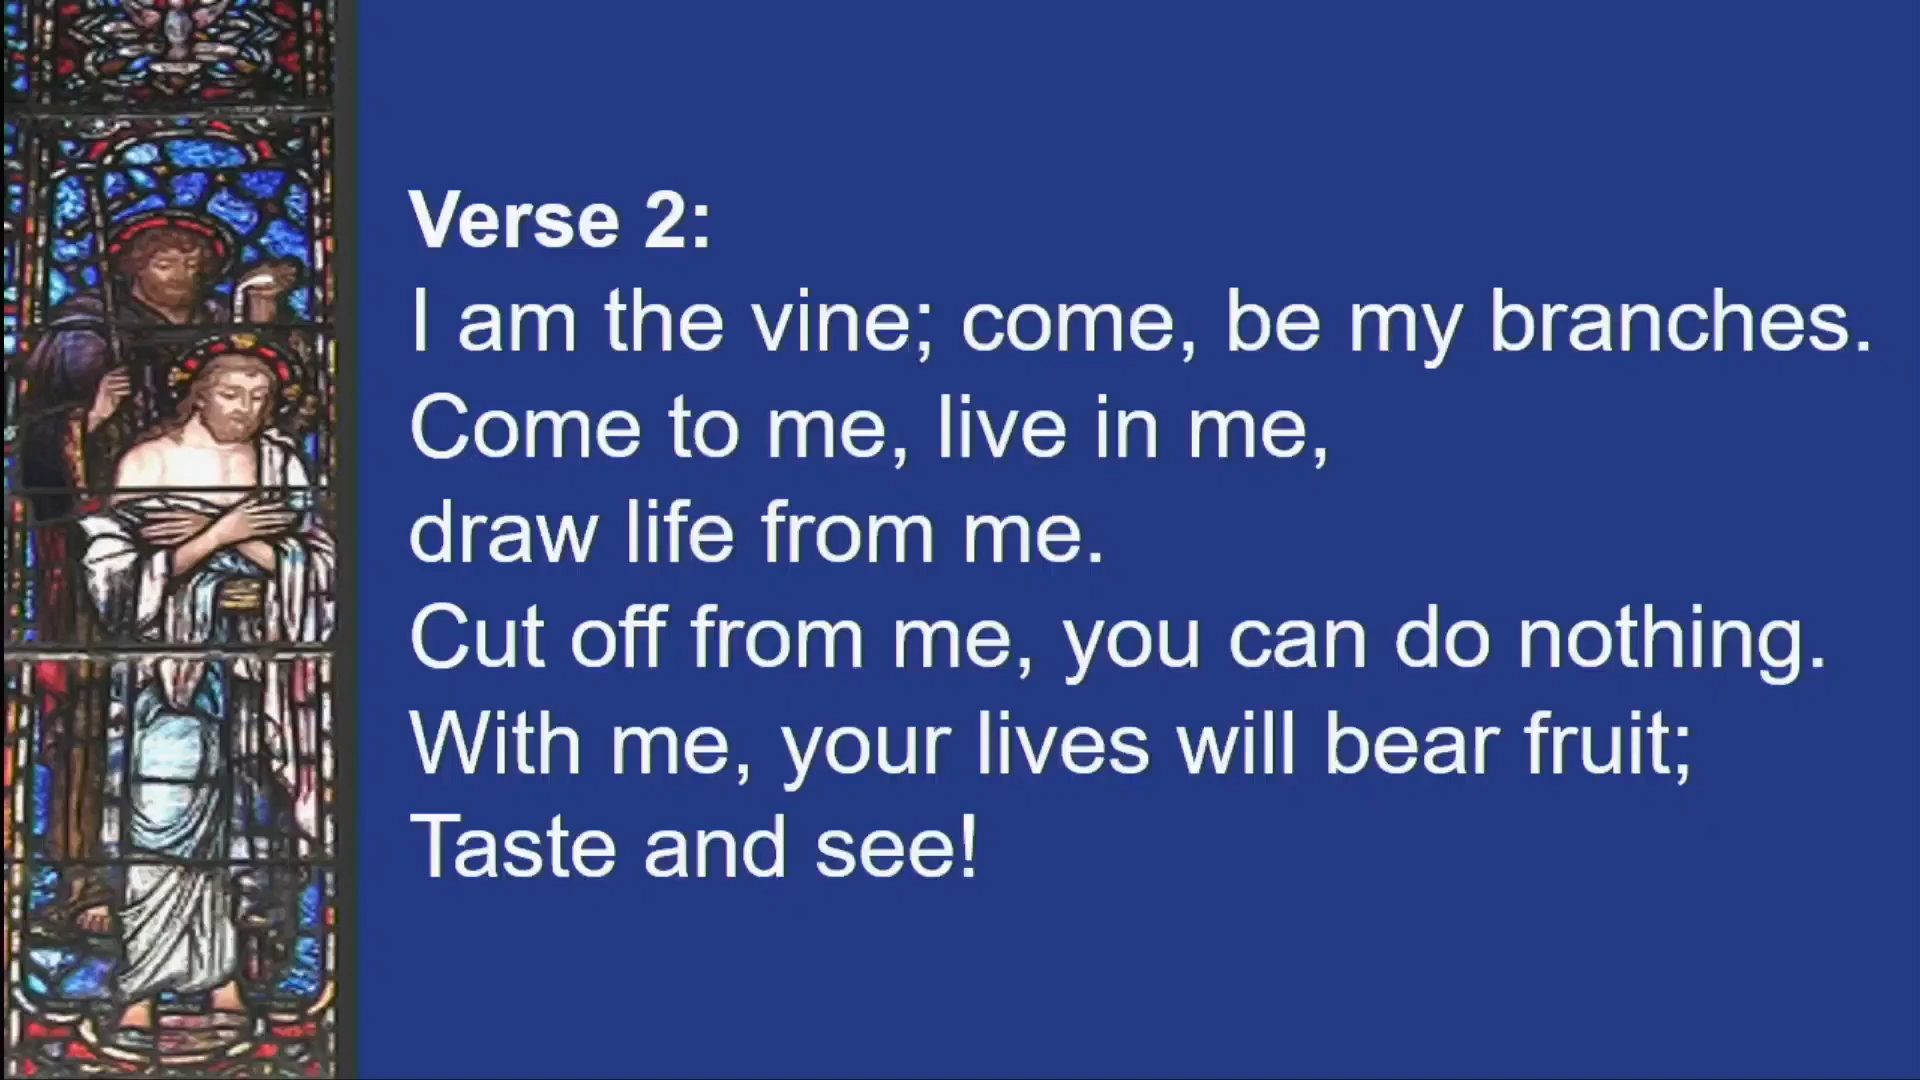 Verse 2:
I am the vine; come, be my branches.
Come to me, live in me,
draw life from me.
Cut off from me, you can do nothing.
With me, your lives will bear fruit;
Taste and see!